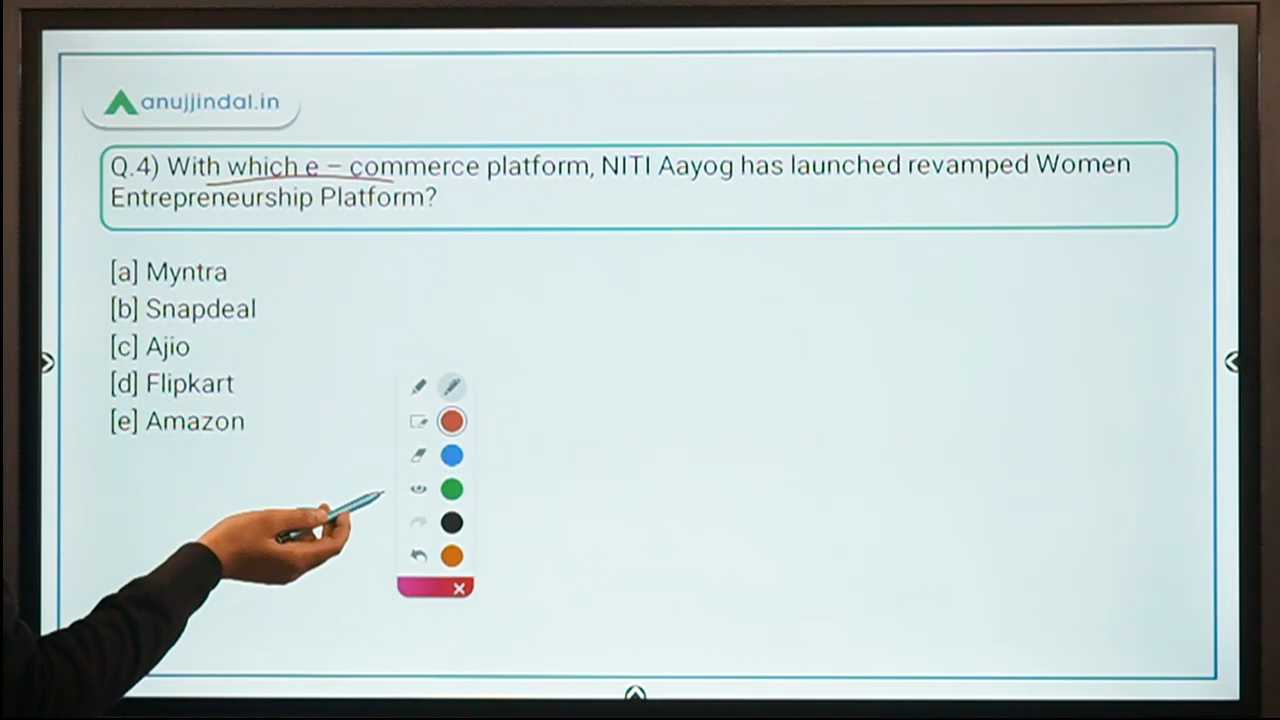 anujjindal.in
Q.4) With which e – commerce platform, NITI Aayog has launched revamped Women
Entrepreneurship Platform?
[a] Myntra
[b] Snapdeal
[c] Ajio
[d] Flipkart
[e] Amazon